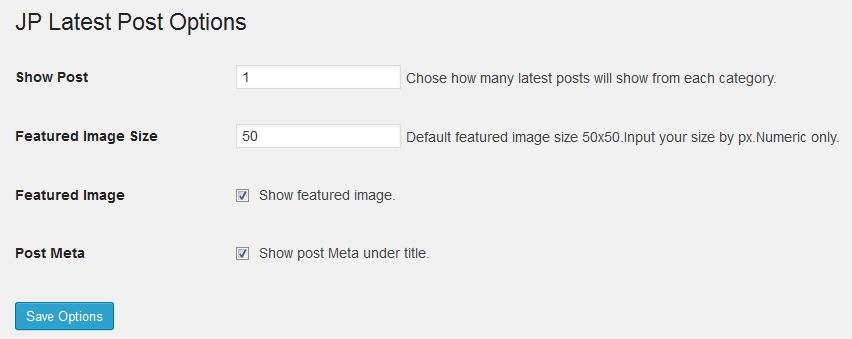 JP Latest Post Options
Show Post 1 Chose how many latest posts will show from each category.
Featured Image Size 50 Default featured image size 50x50.Input your size by px.Numeric only.
Featured Image Show featured image.
Post Meta Show post Meta under title.
Save Options